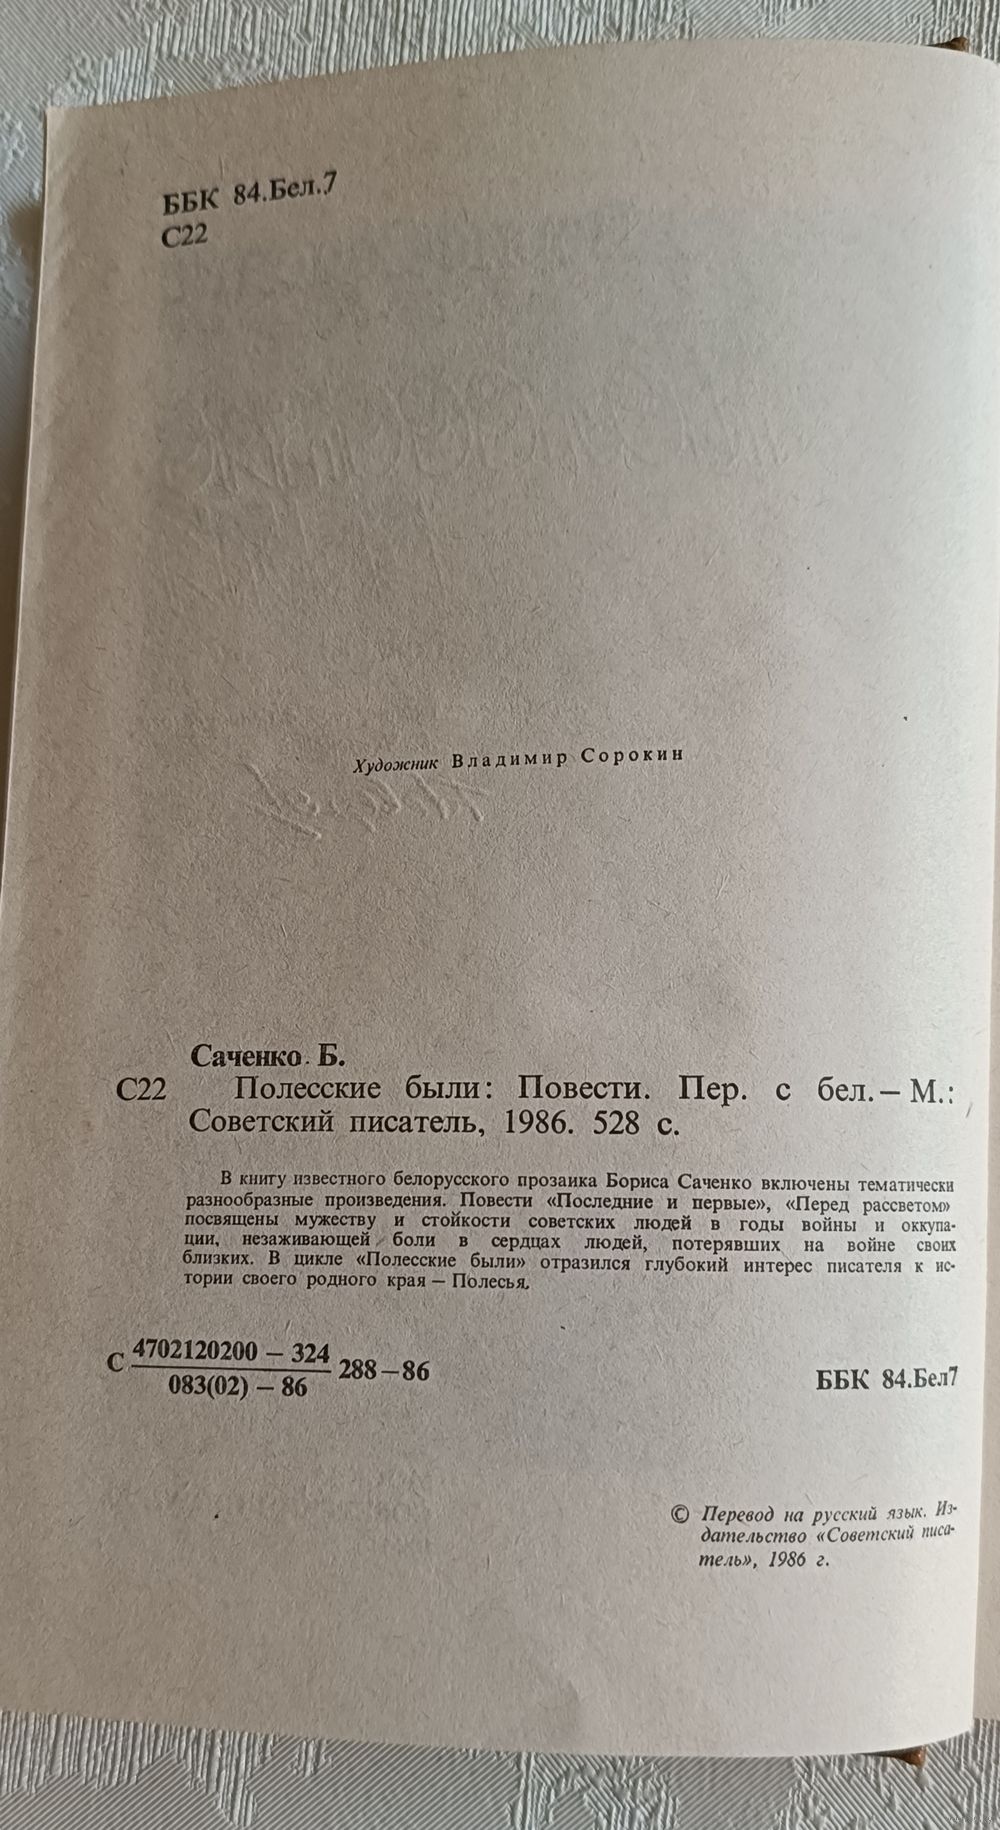 ББК 84.Бел.7
С22
Художник Владимир Сорокин
Саченко Б.
С22 Полесские были: Повести. Пер. с бел. — М.:
Советский писатель, 1986. 528 с.
В книгу известного белорусского прозаика Бориса Саченко включены тематически
разнообразные произведения. Повести «Последние и первые», «Перед рассветом»
посвящены мужеству и стойкости советских людей в годы войны и оккупа-
ции, незаживающей боли в сердцах людей, потерявших на войне своих
близких. В цикле «Полесские были» отразился глубокий интерес писателя к ис-
тории своего родного края — Полесья.
4702120200 — 324
С 288—86
083(02) — 86
ББК 84.Бел7
© Перевод на русский язык. Из-
дательство «Советский писа-
тель», 1986 г.